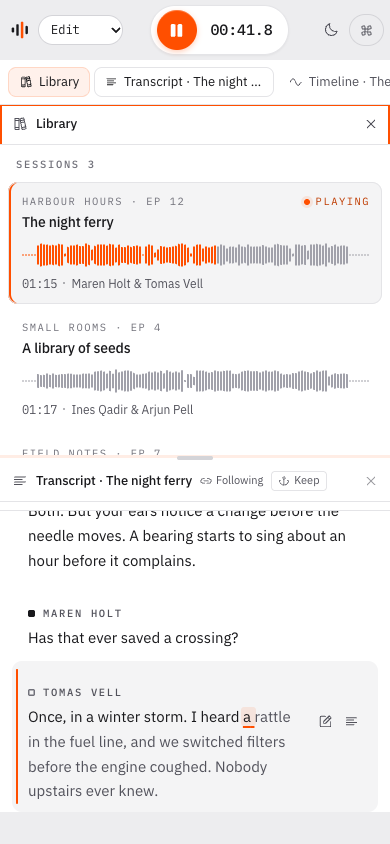 Edit
00:41.8
Library
Transcript · The night ...
Timeline · The
Library
SESSIONS 3
HARBOUR HOURS · EP 12
PLAYING
The night ferry
01:15 · Maren Holt & Tomas Vell
SMALL ROOMS · EP 4
A library of seeds
01:17 · Ines Qadir & Arjun Pell
FIELD NOTES · EP 7
Transcript · The night ferry
Following
Keep
Both. But your ears notice a change before the
needle moves. A bearing starts to sing about an
hour before it complains.
MAREN HOLT
Has that ever saved a crossing?
TOMAS VELL
Once, in a winter storm. I heard a rattle
in the fuel line, and we switched filters
before the engine coughed. Nobody
upstairs ever knew.